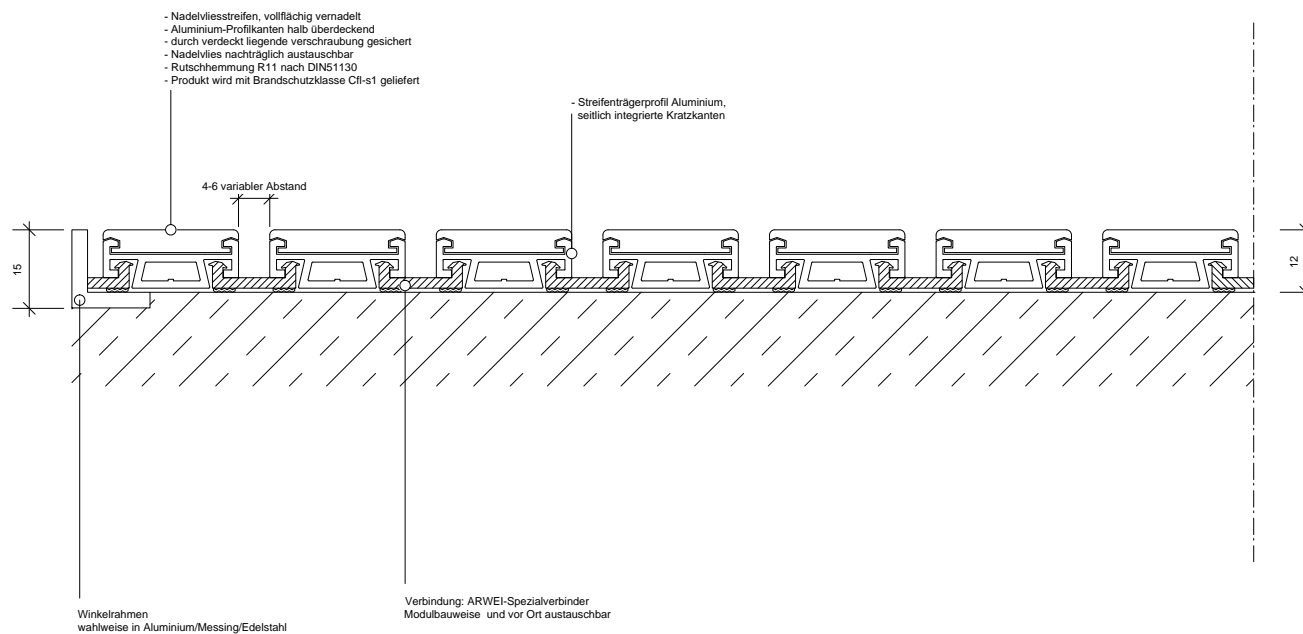 - Nadelvliesstreifen, vollflächig vernadelt
- Aluminium-Profilkanten halb überdeckend
- durch verdeckt liegende verschraubung gesichert
- Nadelvlies nachträglich austauschbar
- Rutschhemmung R11 nach DIN51130
- Produkt wird mit Brandschutzklasse Cfl-s1 geliefert
- Streifenträgerprofil Aluminium,
seitlich integrierte Kratzkanten
4-6 variabler Abstand
15
12
Winkelrahmen
wahlweise in Aluminium/Messing/Edelstahl
Verbindung: ARWEI-Spezialverbinder
Modulbauweise und vor Ort austauschbar